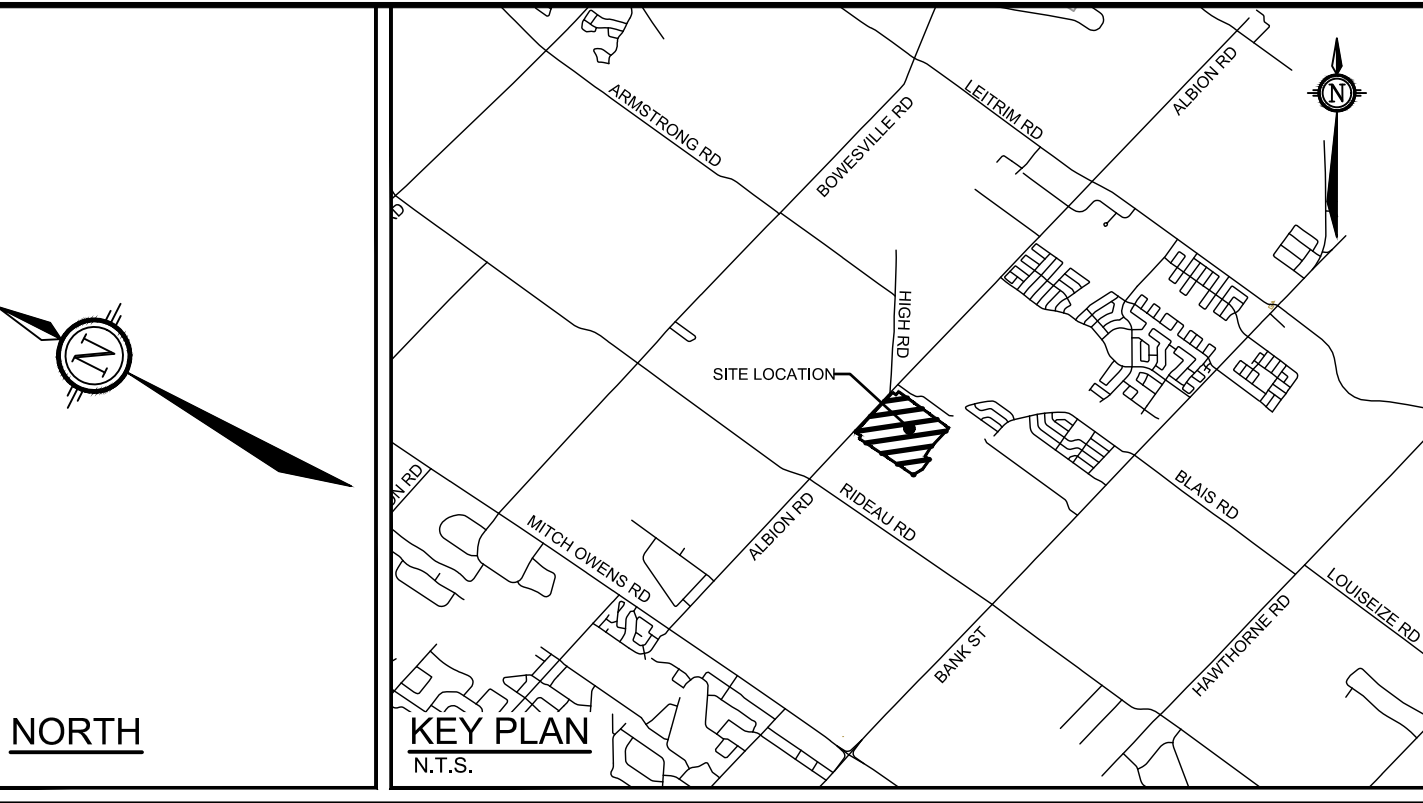 N
NORTH
ARMSTRONG RD
BOWESVILLE RD
LEITRIM RD
ALBION RD
N
HIGH RD
SITE LOCATION
RIDEAU RD
ALBION RD
MITCH OWENS RD
BLAIS RD
LOUISEIZE RD
HAWTHORNE RD
BANK ST
KEY PLAN
N.T.S.